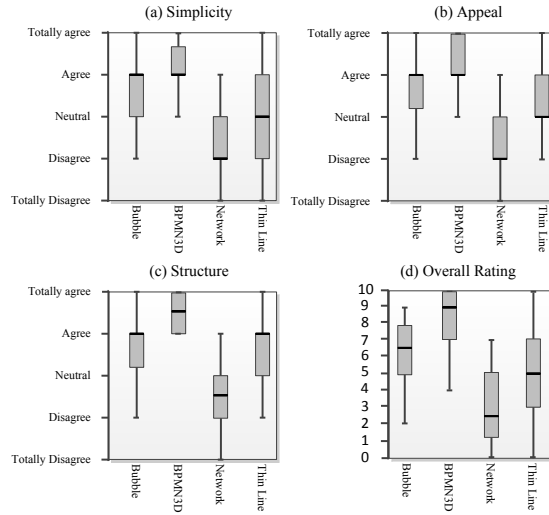 (a) Simplicity
Totally agree
Agree
Neutral
Disagree
Totally Disagree
Bubble
BPMN3D
Network
Thin Line
(b) Appeal
Totally agree
Agree
Neutral
Disagree
Totally Disagree
Bubble
BPMN3D
Network
Thin Line
(c) Structure
Totally agree
Agree
Neutral
Disagree
Totally Disagree
Bubble
BPMN3D
Network
Thin Line
(d) Overall Rating
10
9
8
7
6
5
4
3
2
1
0
Bubble
BPMN3D
Network
Thin Line